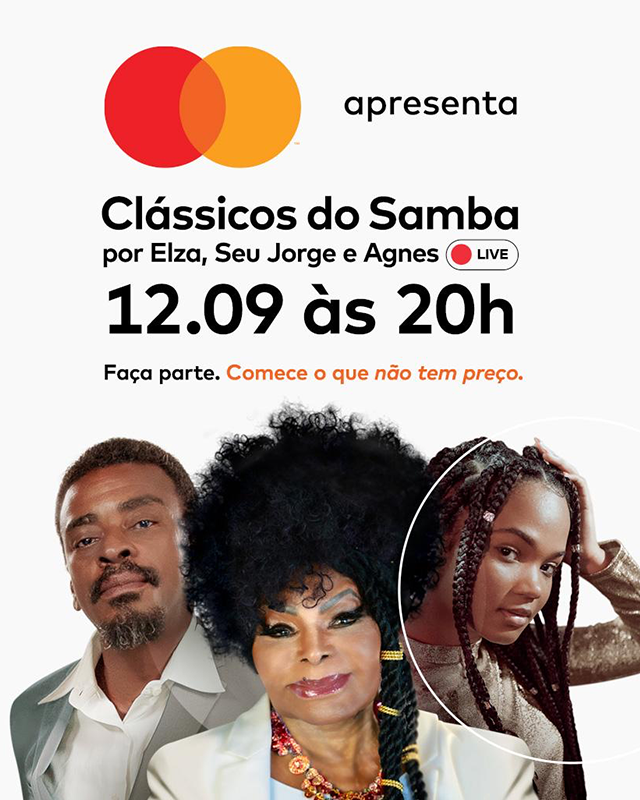 apresenta
Clássicos do Samba
por Elza, Seu Jorge e Agnes LIVE
12.09 às 20h
Faça parte. Comece o que não tem preço.